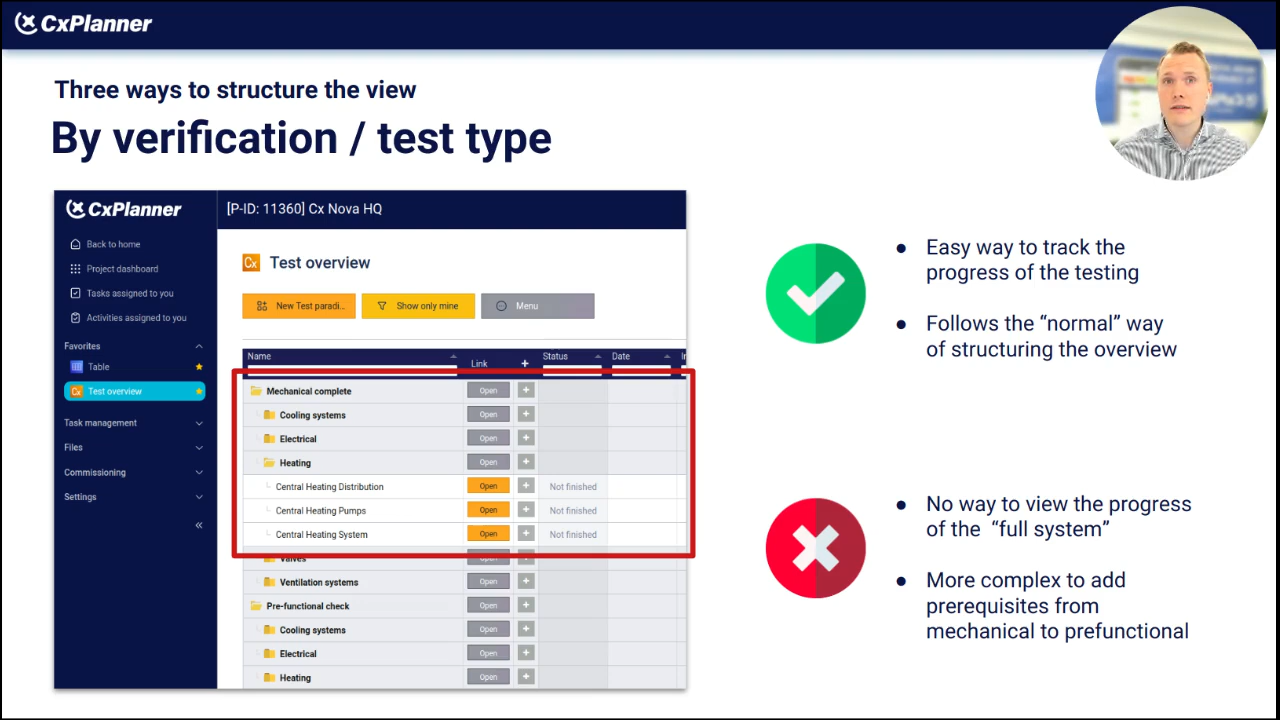 CxPlanner
Three ways to structure the view
By verification / test type
CxPlanner
[P-ID: 11360] Cx Nova HQ
Back to home
Project dashboard
Tasks assigned to you
Activities assigned to you
Favorites
Table
Test overview
Task management
Files
Commissioning
Settings
«
Cx Test overview
New Test paradi...
Show only mine
Menu
Name Link + Status Date
Mechanical complete Open +
Cooling systems Open +
Electrical Open +
Heating Open +
Central Heating Distribution Open + Not finished
Central Heating Pumps Open + Not finished
Central Heating System Open + Not finished
Valves Open +
Ventilation systems Open +
Pre-functional check Open +
Cooling systems Open +
Electrical Open +
Heating Open +
● Easy way to track the
progress of the testing
● Follows the “normal” way
of structuring the overview
● No way to view the progress
of the “full system”
● More complex to add
prerequisites from
mechanical to prefunctional